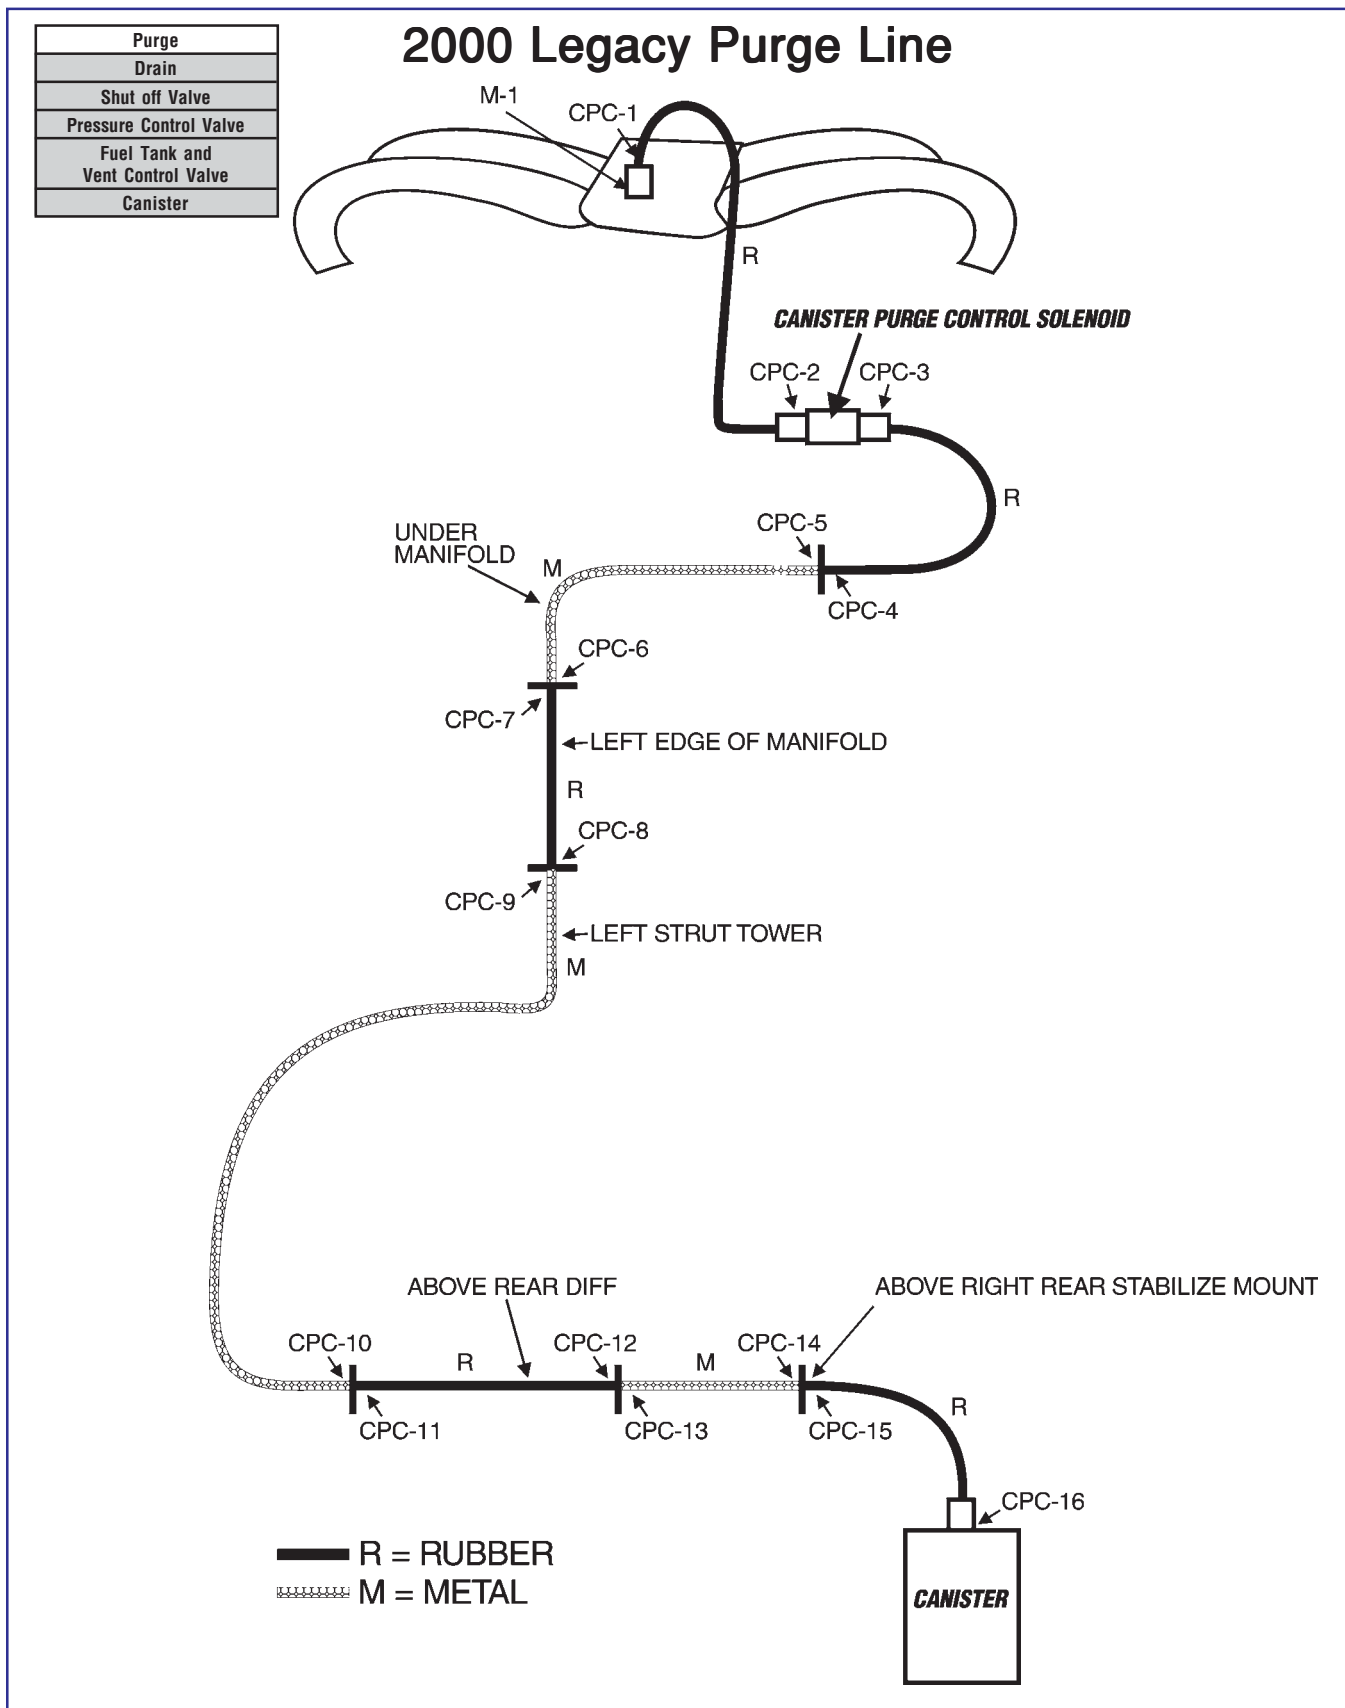 Purge
Drain
Shut off Valve
Pressure Control Valve
Fuel Tank and
Vent Control Valve
Canister
2000 Legacy Purge Line
M-1
CPC-1
R
CANISTER PURGE CONTROL SOLENOID
CPC-2
CPC-3
R
CPC-5
UNDER
MANIFOLD
M
CPC-4
CPC-6
CPC-7
LEFT EDGE OF MANIFOLD
R
CPC-8
CPC-9
LEFT STRUT TOWER
M
ABOVE REAR DIFF
ABOVE RIGHT REAR STABILIZE MOUNT
CPC-10
R
CPC-12
M
CPC-14
CPC-11
CPC-13
CPC-15
R
CPC-16
R = RUBBER
M = METAL
CANISTER